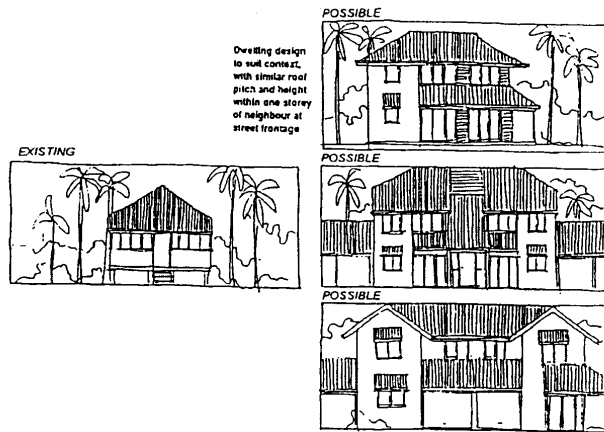 POSSIBLE
Dwelling design
to suit context,
with similar roof
pitch and height
within one storey
of neighbour at
street frontage
EXISTING
POSSIBLE
POSSIBLE